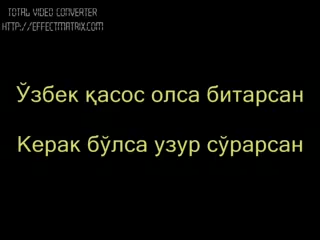 TOTAL VIDEO CONVERTER
HTTP://EFFECTMATRIX.COM
Ўзбек қасос олса битарсан
Керак бўлса узур сўрарсан